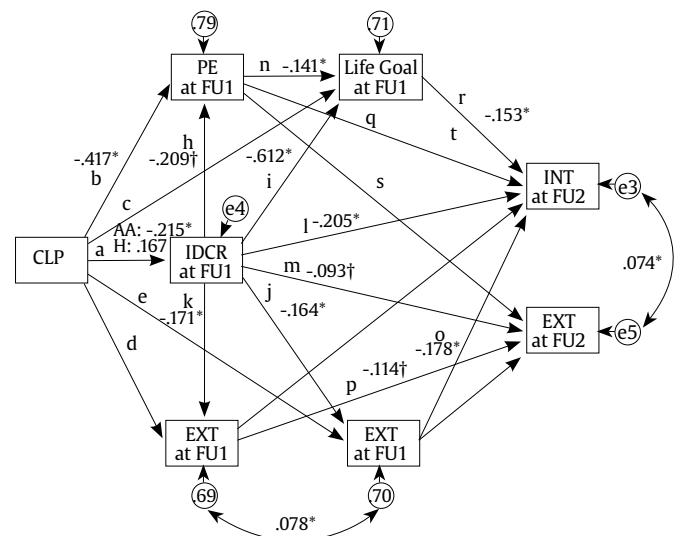 .79
.71
PE
at FU1
n
-.141*
Life Goal
at FU1
r
-.153*
q
t
-.417*
b
h
-.209†
c
-.612*
i
s
INT
at FU2
e3
e4
l
-.205*
AA: -.215*
a
H: .167
CLP
IDCR
at FU1
m
-.093†
.074*
e
k
-.171*
j
-.164*
o
-.178*
EXT
at FU2
e5
d
p
-.114†
EXT
at FU1
EXT
at FU1
.69
.70
.078*